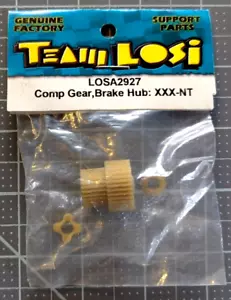 GENUINE FACTORY
SUPPORT PARTS
TEAM LOSI
LOSA2927
Comp Gear,Brake Hub: XXX-NT